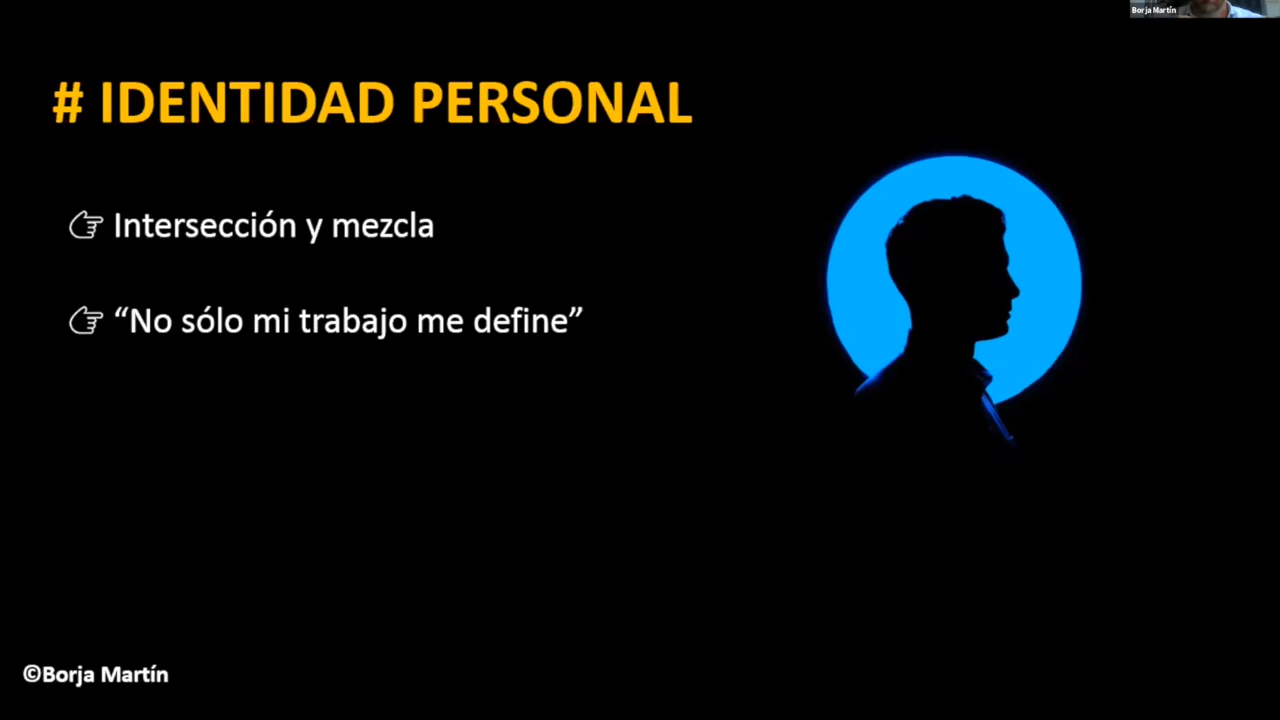 Borja Martín
# IDENTIDAD PERSONAL
👉 Intersección y mezcla
👉 “No sólo mi trabajo me define”
©Borja Martín